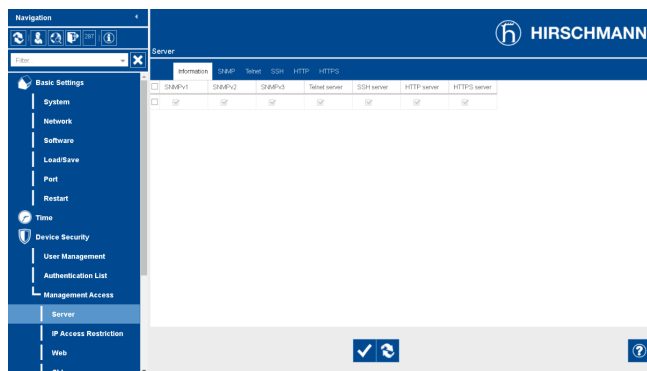 Navigation
287
HIRSCHMANN
Server
Filter
Information SNMP Telnet SSH HTTP HTTPS
SNMPv1 SNMPv2 SNMPv3 Telnet server SSH server HTTP server HTTPS server
Basic Settings
System
Network
Software
Load/Save
Port
Restart
Time
Device Security
User Management
Authentication List
Management Access
Server
IP Access Restriction
Web